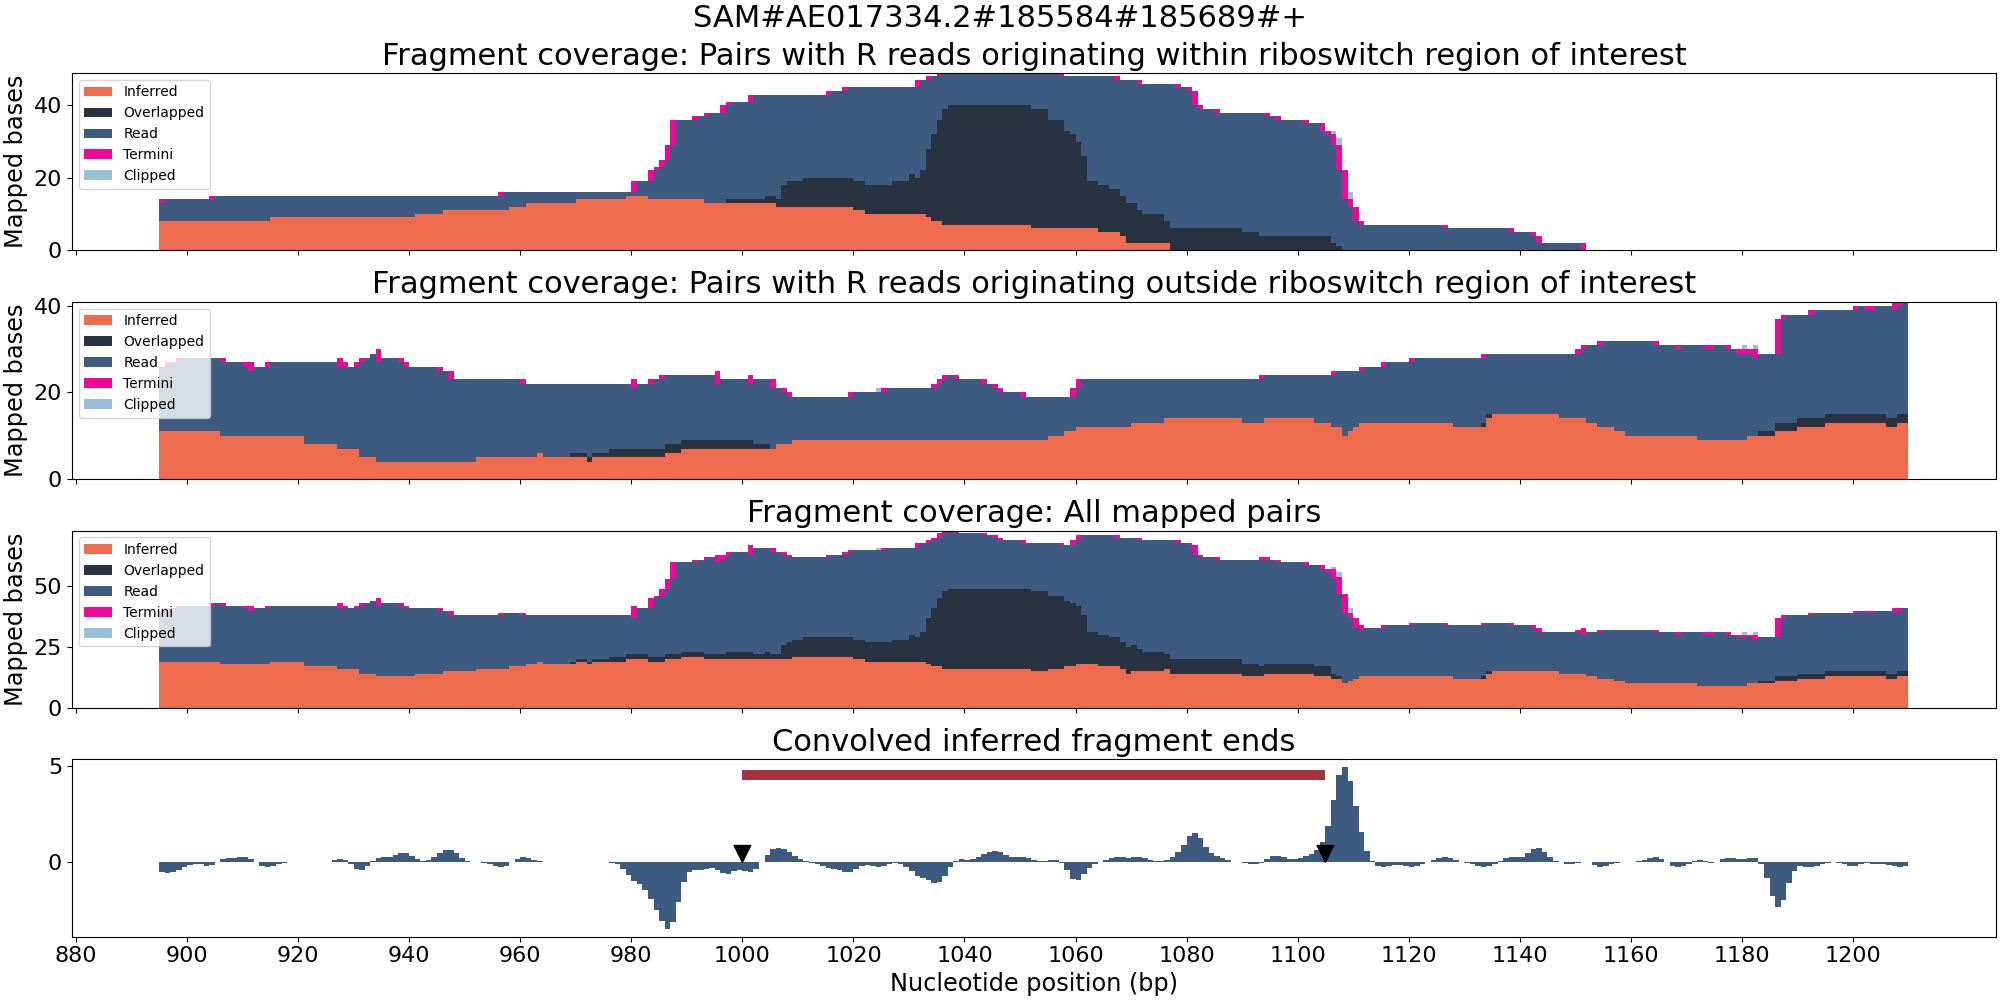 SAM#AE017334.2#185584#185689#+
Fragment coverage: Pairs with R reads originating within riboswitch region of interest
Mapped bases
40
20
0
Inferred
Overlapped
Read
Termini
Clipped
Fragment coverage: Pairs with R reads originating outside riboswitch region of interest
Mapped bases
40
20
0
Inferred
Overlapped
Read
Termini
Clipped
Fragment coverage: All mapped pairs
Mapped bases
50
25
0
Inferred
Overlapped
Read
Termini
Clipped
Convolved inferred fragment ends
5
0
880 900 920 940 960 980 1000 1020 1040 1060 1080 1100 1120 1140 1160 1180 1200
Nucleotide position (bp)